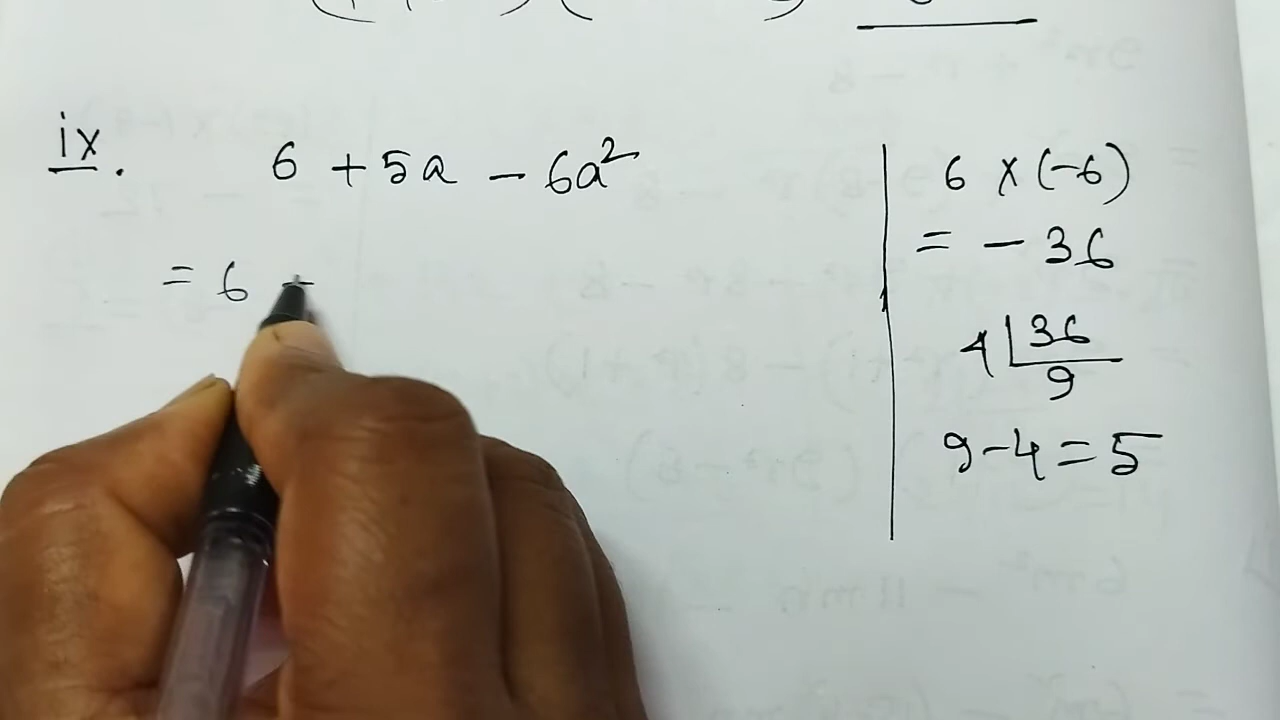 ix. 6 + 5a - 6a²
= 6 +
6 × (-6)
= - 36
4 | 36
9
9 - 4 = 5